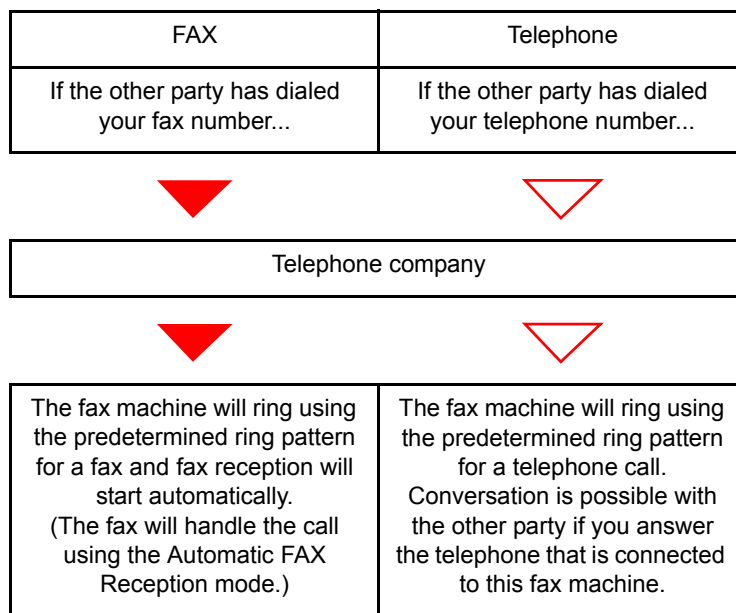 FAX
Telephone
If the other party has dialed
your fax number...
If the other party has dialed
your telephone number...
Telephone company
The fax machine will ring using
the predetermined ring pattern
for a fax and fax reception will
start automatically.
(The fax will handle the call
using the Automatic FAX
Reception mode.)
The fax machine will ring using
the predetermined ring pattern
for a telephone call.
Conversation is possible with
the other party if you answer
the telephone that is connected
to this fax machine.